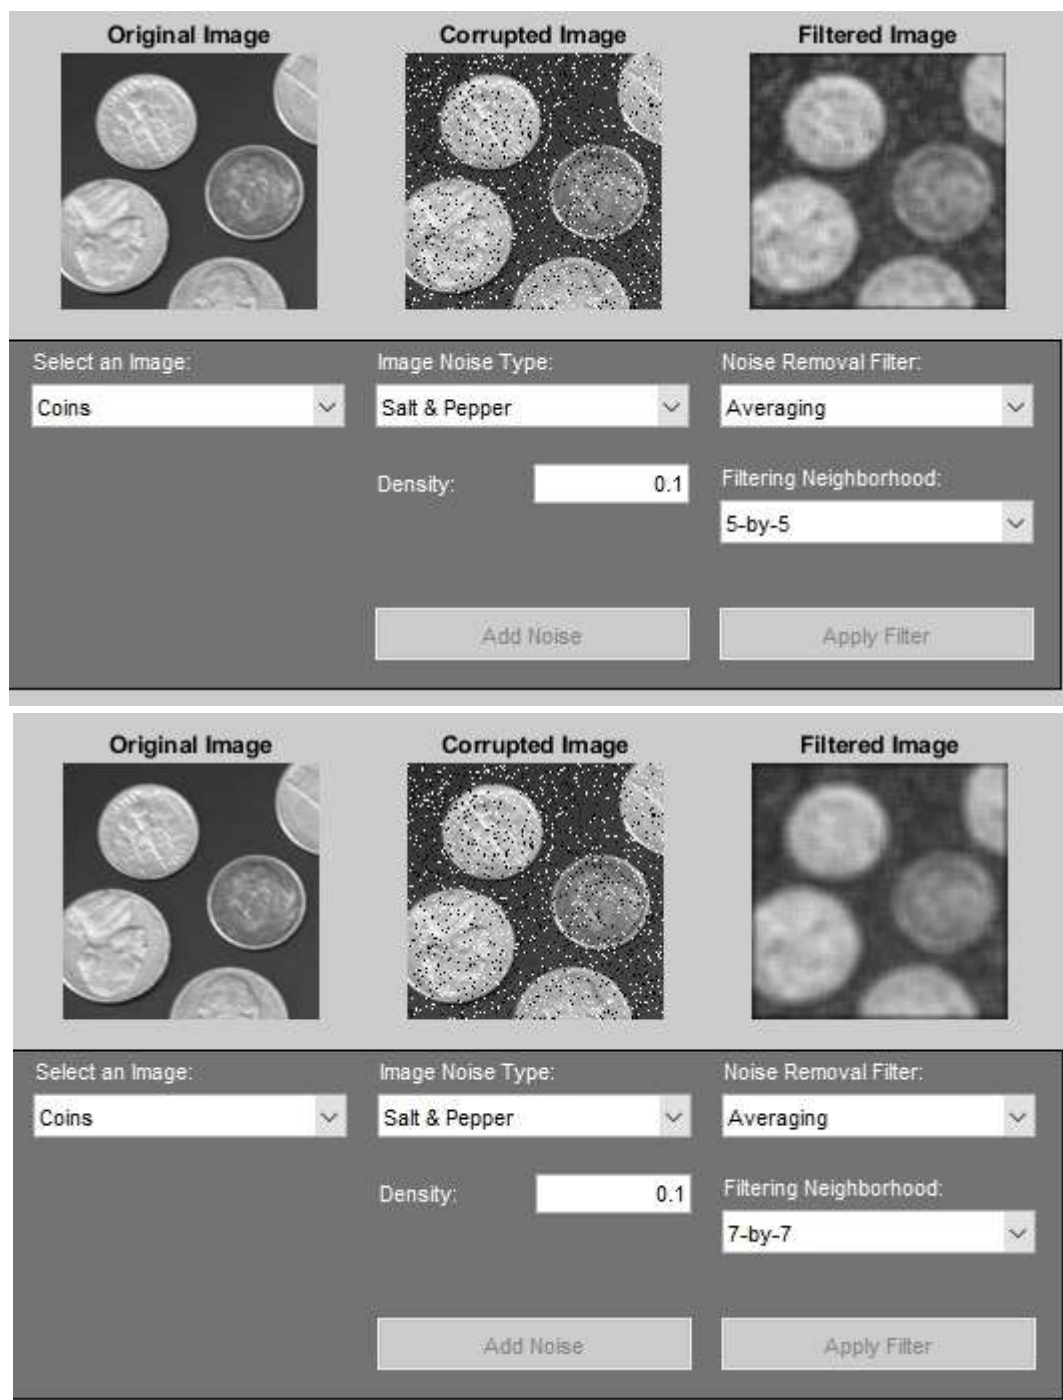 Original Image Corrupted Image Filtered Image
Select an Image: Image Noise Type: Noise Removal Filter:
Coins Salt & Pepper Averaging
Density: 0.1 Filtering Neighborhood:
5-by-5
Add Noise Apply Filter
Original Image Corrupted Image Filtered Image
Select an Image: Image Noise Type: Noise Removal Filter:
Coins Salt & Pepper Averaging
Density: 0.1 Filtering Neighborhood:
7-by-7
Add Noise Apply Filter